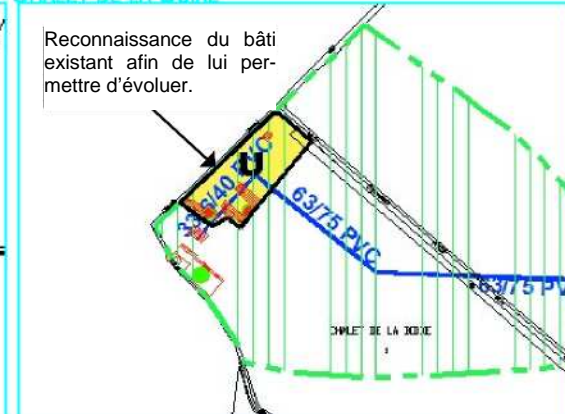 Reconnaissance du bâti
existant afin de lui per-
mettre d'évoluer.
U
63/75 PVC
63/75 PV
CHALET DE LA